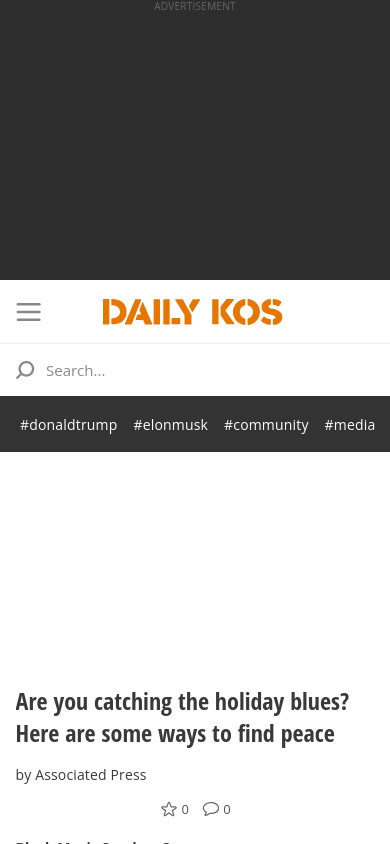 ADVERTISEMENT
DAILY KOS
Search...
#donaldtrump #elonmusk #community #media
Are you catching the holiday blues?
Here are some ways to find peace
by Associated Press
0 0